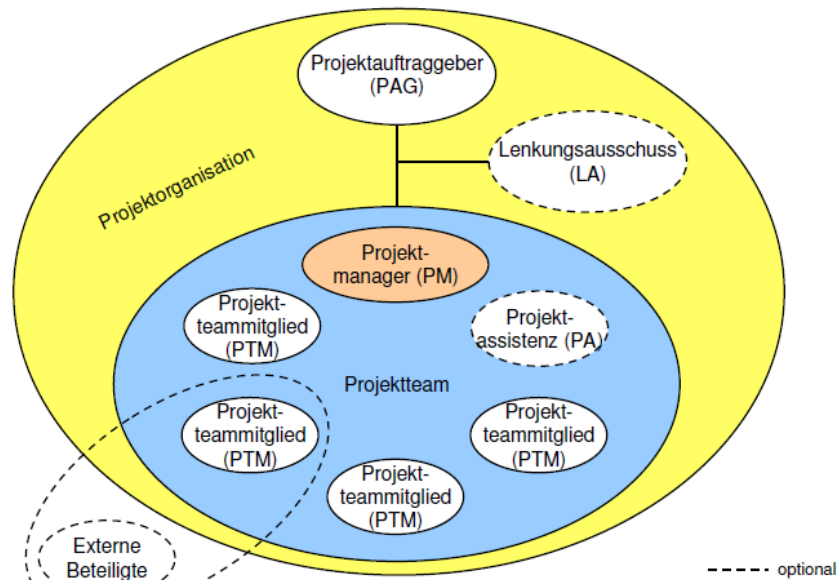 Projektauftraggeber
(PAG)
Lenkungsausschuss
(LA)
Projektorganisation
Projekt-
manager (PM)
Projekt-
teammitglied
(PTM)
Projekt-
assistenz (PA)
Projektteam
Projekt-
teammitglied
(PTM)
Projekt-
teammitglied
(PTM)
Projekt-
teammitglied
(PTM)
Externe
Beteiligte
optional